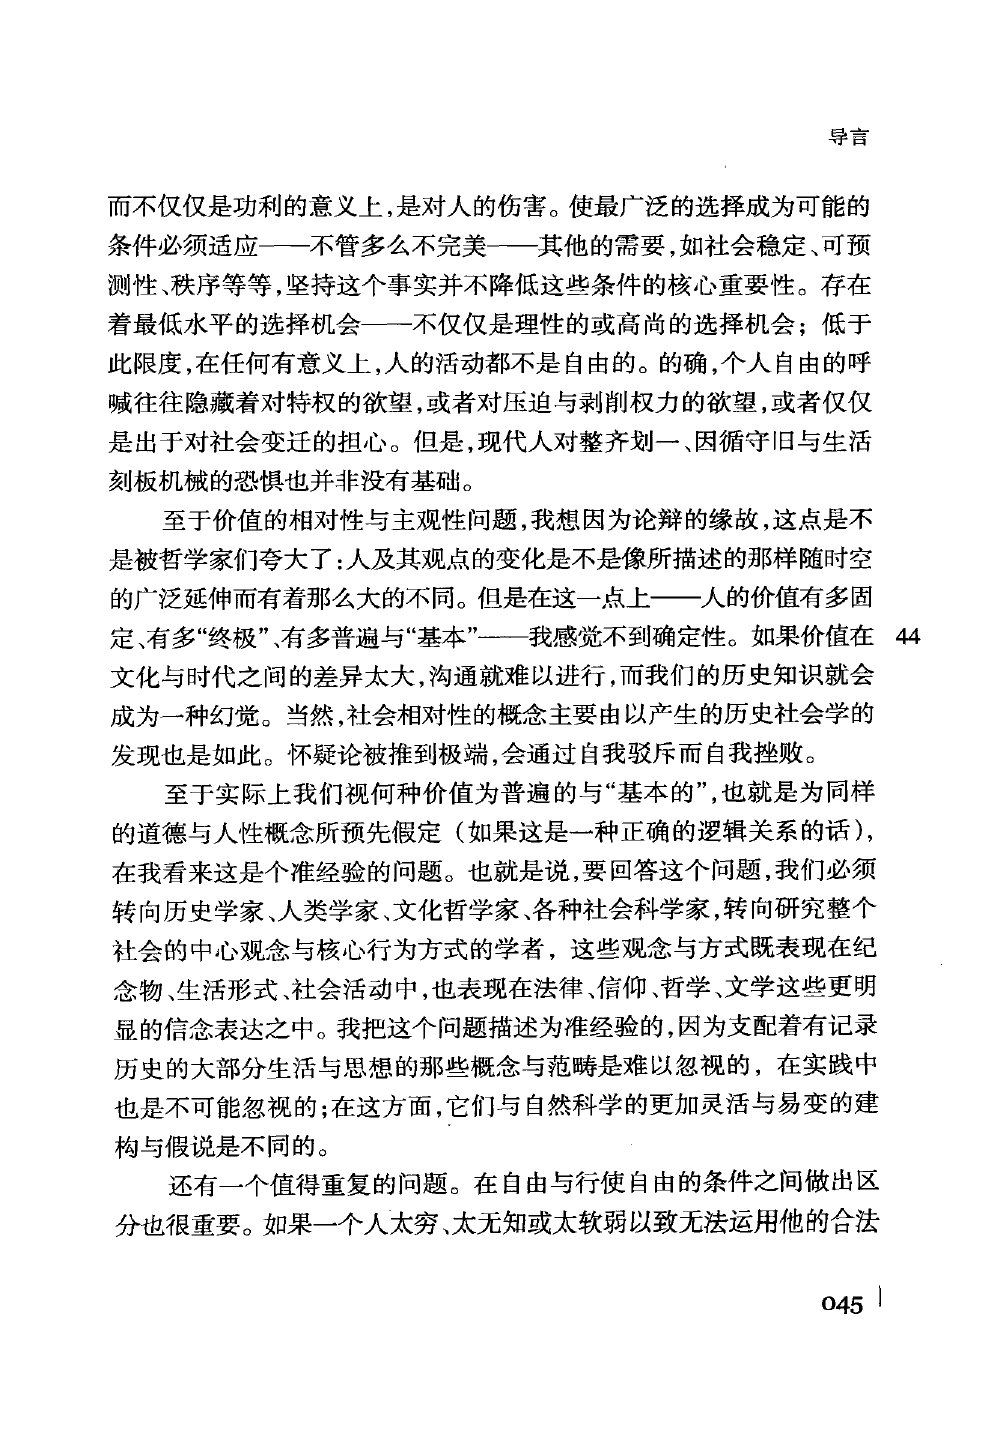 导言
而不仅仅是功利的意义上,是对人的伤害。使最广泛的选择成为可能的
条件必须适应——不管多么不完美——其他的需要,如社会稳定、可预
测性、秩序等等,坚持这个事实并不降低这些条件的核心重要性。存在
着最低水平的选择机会——不仅仅是理性的或高尚的选择机会；低于
此限度,在任何有意义上,人的活动都不是自由的。的确,个人自由的呼
喊往往隐藏着对特权的欲望,或者对压迫与剥削权力的欲望,或者仅仅
是出于对社会变迁的担心。但是,现代人对整齐划一、因循守旧与生活
刻板机械的恐惧也并非没有基础。
至于价值的相对性与主观性问题,我想因为论辩的缘故,这点是不
是被哲学家们夸大了:人及其观点的变化是不是像所描述的那样随时空
的广泛延伸而有着那么大的不同。但是在这一点上——人的价值有多固
定、有多“终极”、有多普遍与“基本”——我感觉不到确定性。如果价值在 44
文化与时代之间的差异太大,沟通就难以进行,而我们的历史知识就会
成为一种幻觉。当然,社会相对性的概念主要由以产生的历史社会学的
发现也是如此。怀疑论被推到极端,会通过自我驳斥而自我挫败。
至于实际上我们视何种价值为普遍的与“基本的”,也就是为同样
的道德与人性概念所预先假定（如果这是一种正确的逻辑关系的话）,
在我看来这是个准经验的问题。也就是说,要回答这个问题,我们必须
转向历史学家、人类学家、文化哲学家、各种社会科学家,转向研究整个
社会的中心观念与核心行为方式的学者，这些观念与方式既表现在纪
念物、生活形式、社会活动中,也表现在法律、信仰、哲学、文学这些更明
显的信念表达之中。我把这个问题描述为准经验的,因为支配着有记录
历史的大部分生活与思想的那些概念与范畴是难以忽视的，在实践中
也是不可能忽视的;在这方面,它们与自然科学的更加灵活与易变的建
构与假说是不同的。
还有一个值得重复的问题。在自由与行使自由的条件之间做出区
分也很重要。如果一个人太穷、太无知或太软弱以致无法运用他的合法
045